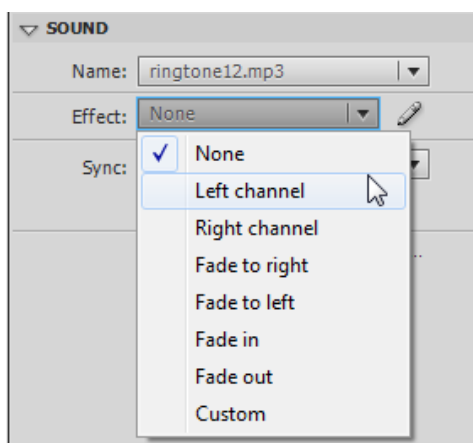 SOUND
Name: ringtone12.mp3
Effect: None
None
Sync:
Left channel
Right channel
..
Fade to right
Fade to left
Fade in
Fade out
Custom